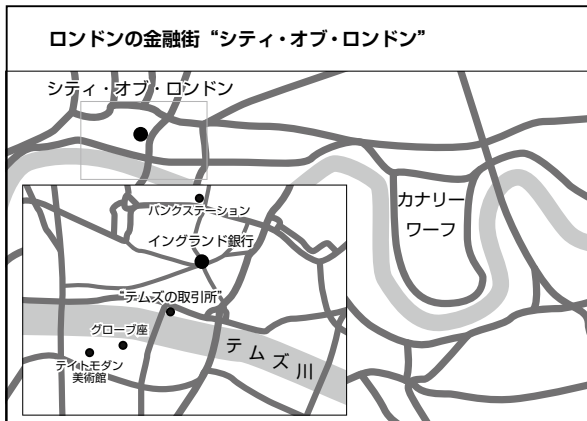 ロンドンの金融街 “シティ・オブ・ロンドン”
シティ・オブ・ロンドン
カナリー
ワーフ
バンクステーション
イングランド銀行
“テムズの取引所”
グローブ座
テイトモダン
美術館
テムズ川